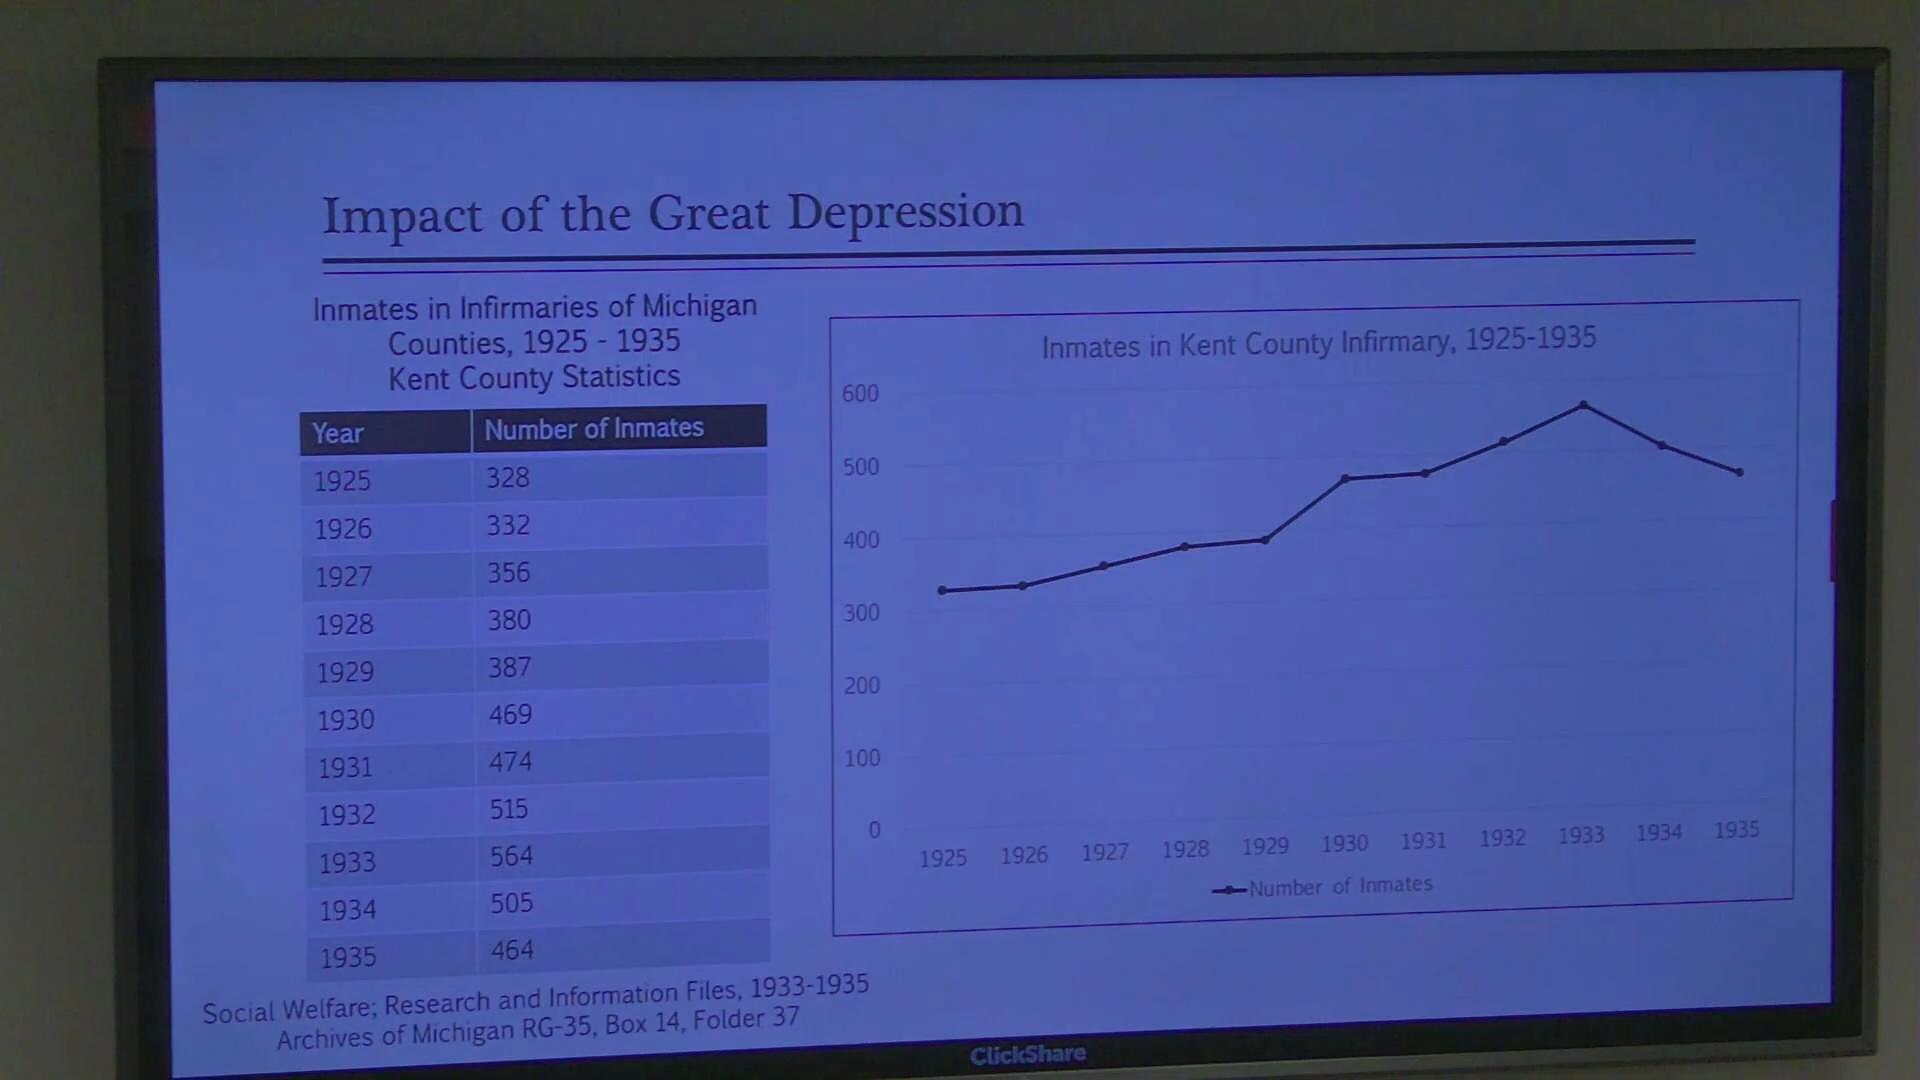 Impact of the Great Depression
Inmates in Infirmaries of Michigan
Counties, 1925 - 1935
Kent County Statistics
Year Number of Inmates
1925 328
1926 332
1927 356
1928 380
1929 387
1930 469
1931 474
1932 515
1933 564
1934 505
1935 464
Social Welfare; Research and Information Files, 1933-1935
Archives of Michigan RG-35, Box 14, Folder 37
Inmates in Kent County Infirmary, 1925-1935
600
500
400
300
200
100
0
1925 1926 1927 1928 1929 1930 1931 1932 1933 1934 1935
Number of Inmates
ClickShare